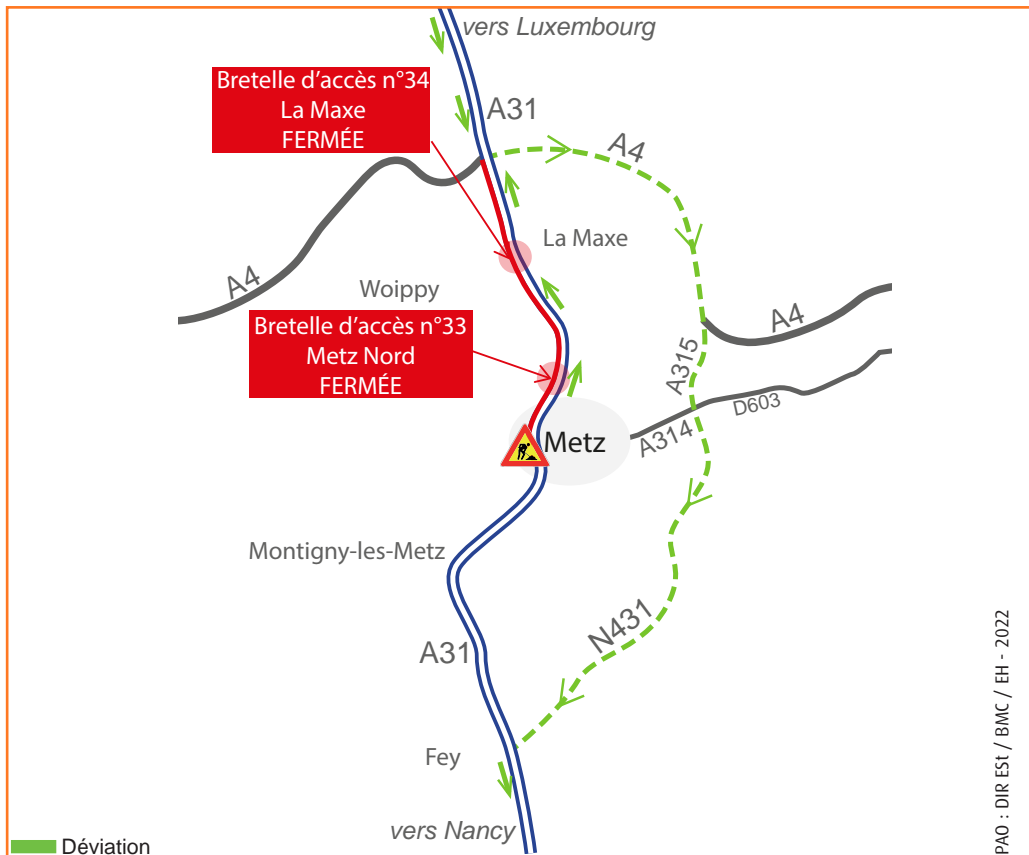 vers Luxembourg
Bretelle d'accès n°34
La Maxe
FERMÉE
A31
A4
La Maxe
A4
Woippy
A4
Bretelle d'accès n°33
Metz Nord
FERMÉE
A315
D603
A314
Metz
Montigny-les-Metz
N431
A31
Fey
vers Nancy
Déviation
PAO : DIR ESt / BMC / EH - 2022